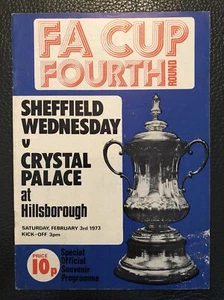 FA CUP
FOURTH ROUND
SHEFFIELD
WEDNESDAY
v
CRYSTAL
PALACE
at
Hillsborough
SATURDAY, FEBRUARY 3rd 1973
KICK-OFF 3pm
PRICE
10p
Special
Official
Souvenir
Programme